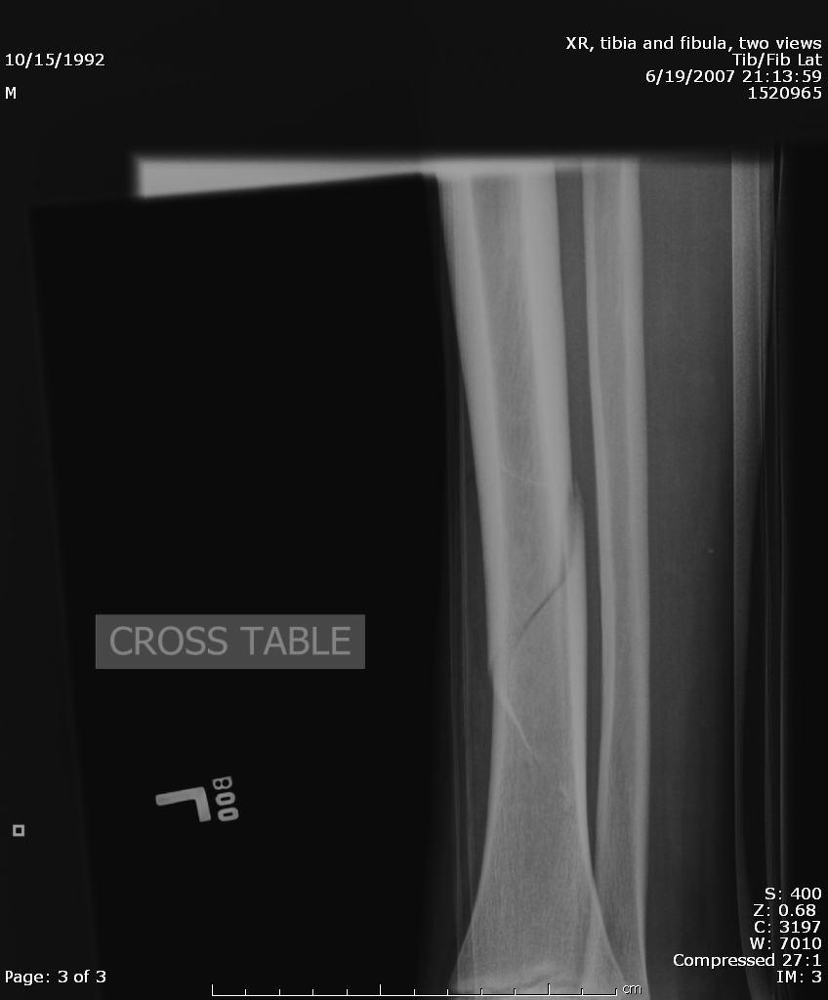 XR, tibia and fibula, two views
10/15/1992
Tib/Fib Lat
6/19/2007 21:13:59
M
1520965
CROSS TABLE
L
BOO
S: 400
Z: 0.68
C: 3197
W: 7010
Compressed 27:1
Page: 3 of 3
IM: 3
cm